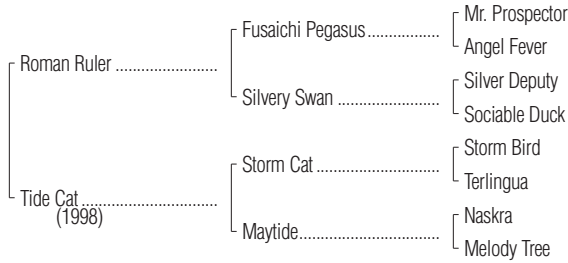 Mr. Prospector
Fusaichi Pegasus.................
Angel Fever
Roman Ruler ........................
Silver Deputy
Silvery Swan ........................
Sociable Duck
Storm Bird
Storm Cat .............................
Terlingua
Tide Cat ................................
(1998)
Naskra
Maytide.................................
Melody Tree